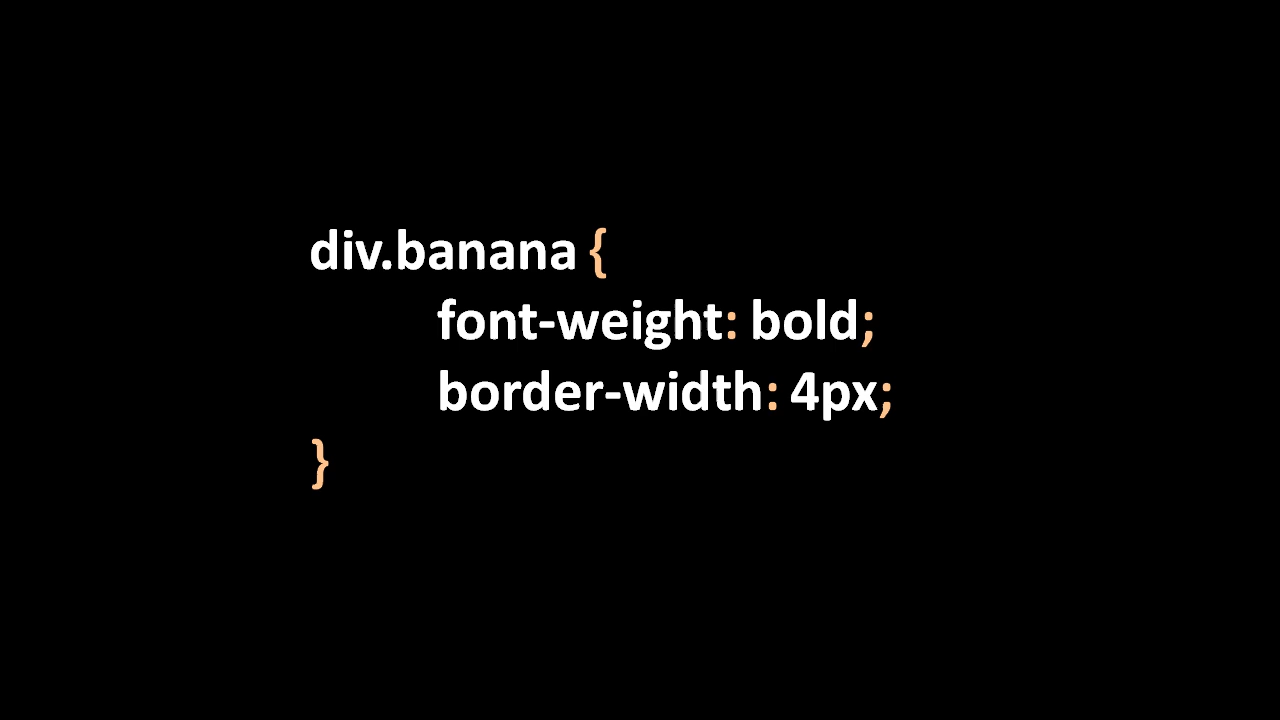 div.banana {
font-weight: bold;
border-width: 4px;
}